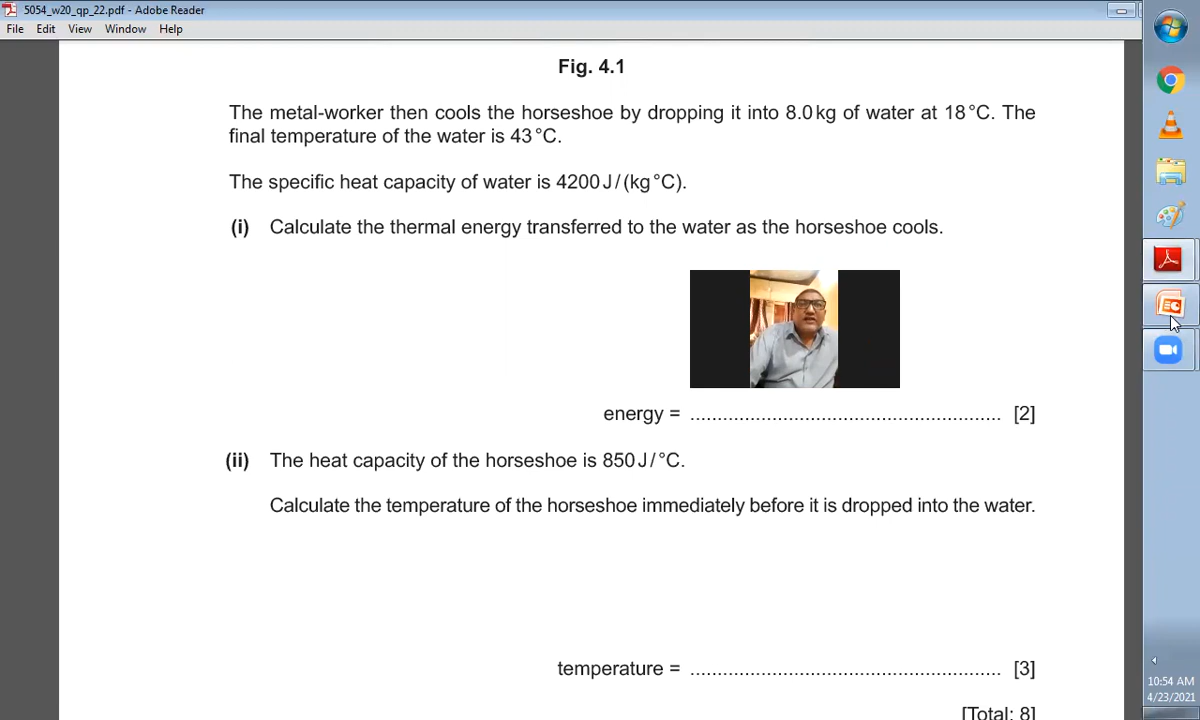 5054_w20_qp_22.pdf - Adobe Reader
File Edit View Window Help
Fig. 4.1
The metal-worker then cools the horseshoe by dropping it into 8.0 kg of water at 18 °C. The
final temperature of the water is 43 °C.
The specific heat capacity of water is 4200 J / (kg °C).
(i) Calculate the thermal energy transferred to the water as the horseshoe cools.
energy = ......................................................... [2]
(ii) The heat capacity of the horseshoe is 850 J / °C.
Calculate the temperature of the horseshoe immediately before it is dropped into the water.
temperature = ......................................................... [3]
[Total: 8]
10:54 AM
4/23/2021